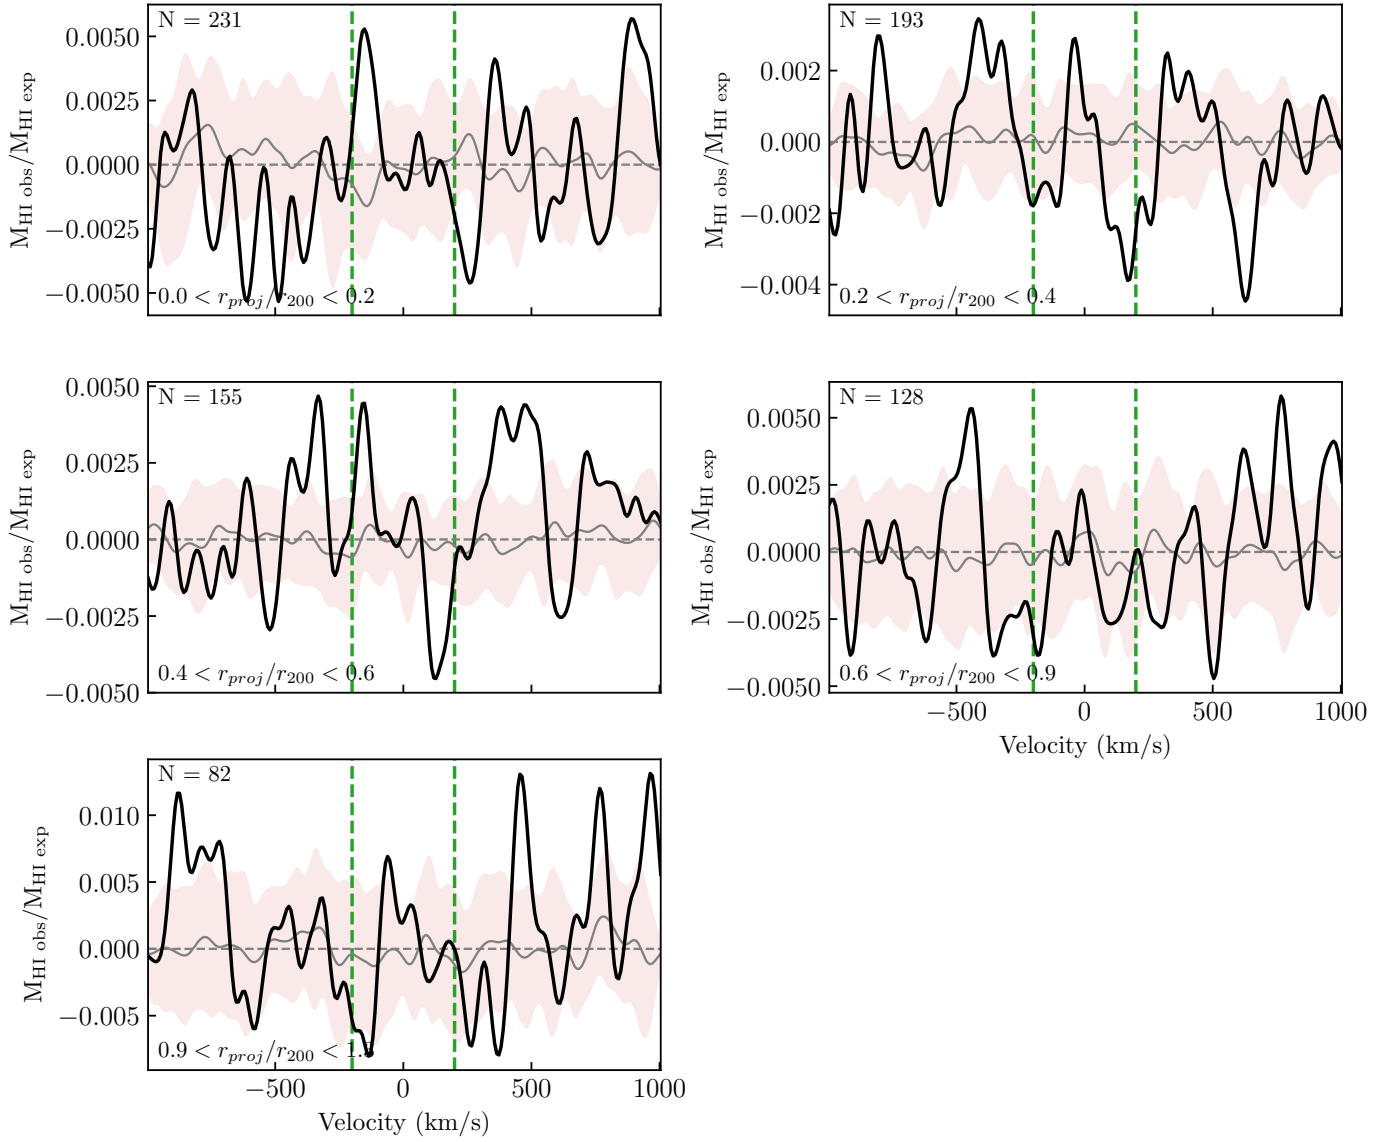 N = 231
0.0050
0.0025
0.0000
−0.0025
−0.0050
M_HI obs/M_HI exp
0.0 < r_proj/r_200 < 0.2
N = 193
0.002
0.000
−0.002
−0.004
M_HI obs/M_HI exp
0.2 < r_proj/r_200 < 0.4
N = 155
0.0050
0.0025
0.0000
−0.0025
−0.0050
M_HI obs/M_HI exp
0.4 < r_proj/r_200 < 0.6
N = 128
0.0050
0.0025
0.0000
−0.0025
−0.0050
M_HI obs/M_HI exp
0.6 < r_proj/r_200 < 0.9
−500 0 500 1000
Velocity (km/s)
N = 82
0.010
0.005
0.000
−0.005
M_HI obs/M_HI exp
0.9 < r_proj/r_200 <
−500 0 500 1000
Velocity (km/s)